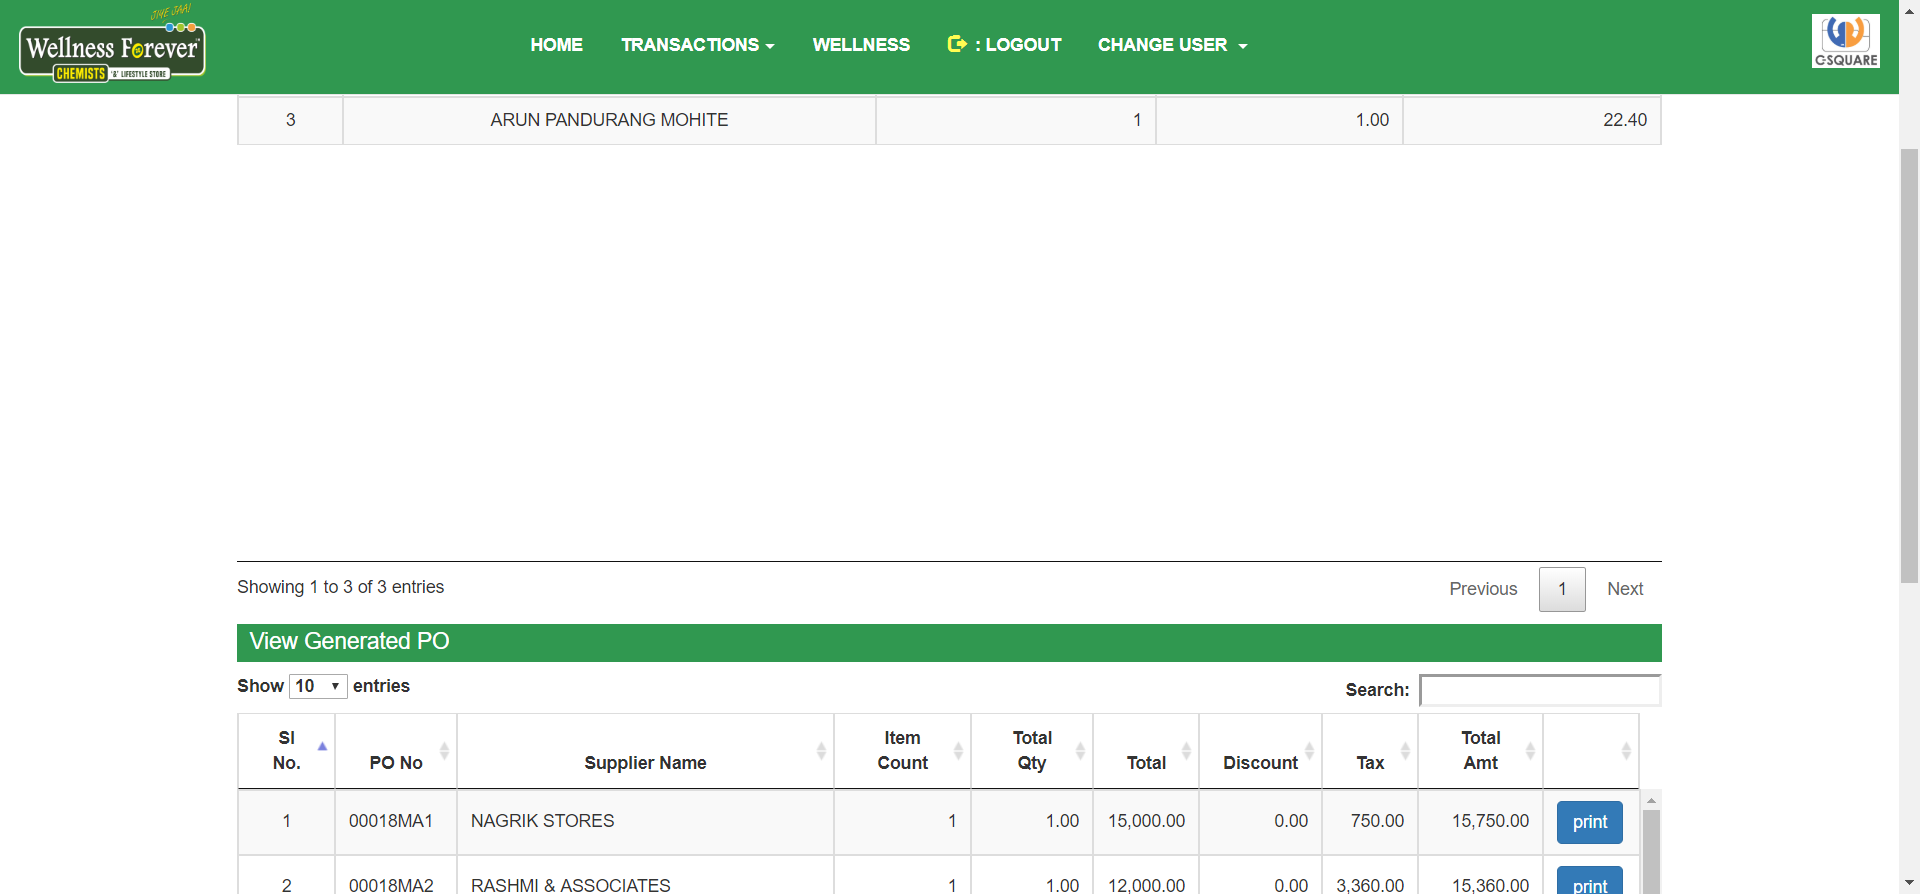 JIYE JAA!
Wellness Forever
CHEMISTS '&' LIFESTYLE STORE
HOME TRANSACTIONS WELLNESS : LOGOUT CHANGE USER
C-SQUARE
3 ARUN PANDURANG MOHITE 1 1.00 22.40
Showing 1 to 3 of 3 entries
Previous 1 Next
View Generated PO
Show 10 entries
Search:
Sl No. PO No Supplier Name Item Count Total Qty Total Discount Tax Total Amt
1 00018MA1 NAGRIK STORES 1 1.00 15,000.00 0.00 750.00 15,750.00 print
2 00018MA2 RASHMI & ASSOCIATES 1 1.00 12,000.00 0.00 3,360.00 15,360.00 print